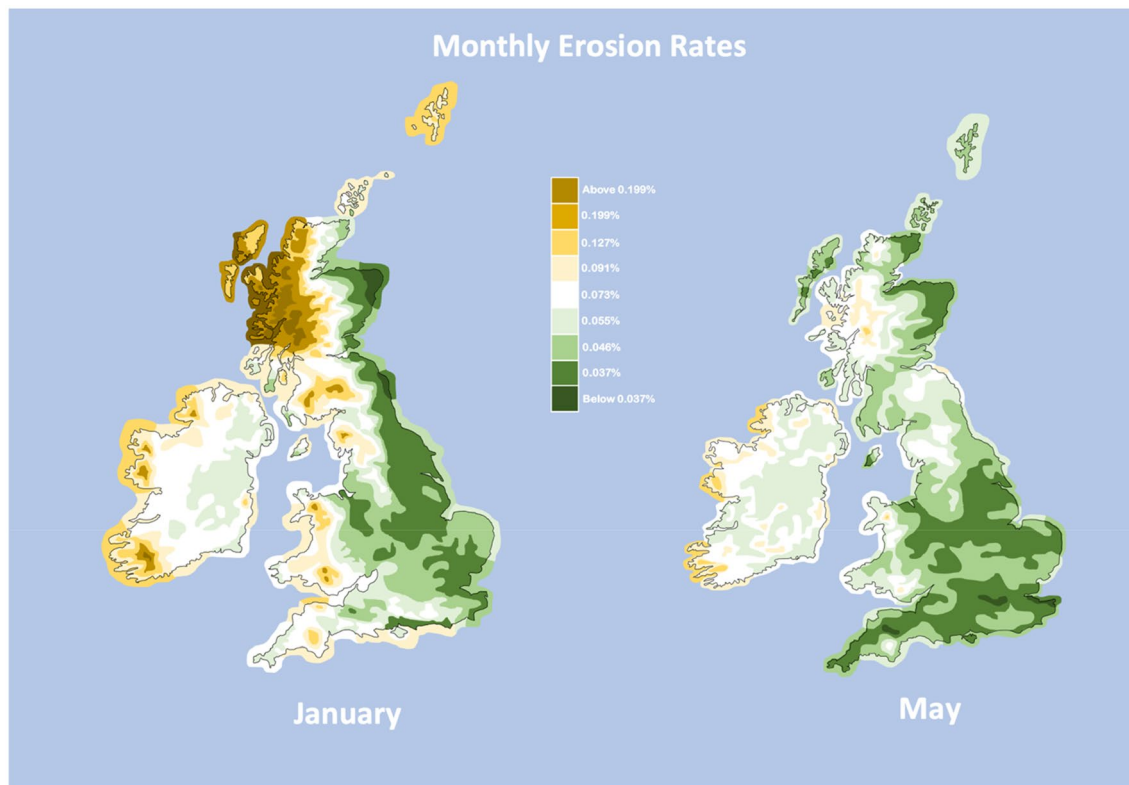 Monthly Erosion Rates
Above 0.199%
0.199%
0.127%
0.091%
0.073%
0.055%
0.046%
0.037%
Below 0.037%
January
May